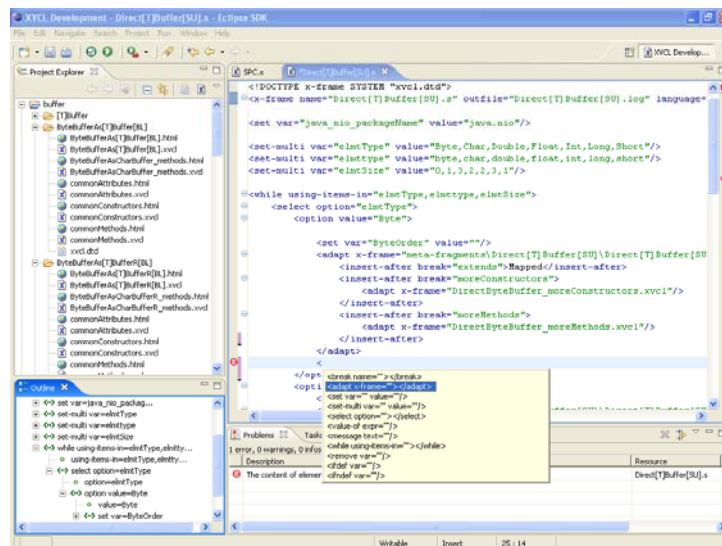 XVCL Development - Direct[T]Buffer[SU].s - Eclipse SDK
File Edit Navigate Search Project Run Window Help
XVCL Develop...
Project Explorer
buffer
[T]Buffer
ByteBufferAs[T]Buffer[BL]
ByteBufferAs[T]Buffer[BL].html
ByteBufferAs[T]Buffer[BL].xvcl
ByteBufferAsCharBuffer_methods.html
ByteBufferAsCharBuffer_methods.xvcl
commonAttributes.html
commonAttributes.xvcl
commonConstructors.html
commonConstructors.xvcl
commonMethods.html
commonMethods.xvcl
xvcl.dtd
ByteBufferAs[T]BufferR[BL]
ByteBufferAs[T]BufferR[BL].html
ByteBufferAs[T]BufferR[BL].xvcl
ByteBufferAsCharBufferR_methods.html
ByteBufferAsCharBufferR_methods.xvcl
commonAttributes.html
commonAttributes.xvcl
commonConstructors.html
commonConstructors.xvcl
commonMethods.html
Outline
set var=java_nio_packag...
set-multi var=elmtType
set-multi var=elmttype
set-multi var=elmtSize
while using-items-in=elmtType,elmtty...
using-items-in=elmtType,elmtty...
select option=elmtType
option=elmtType
option value=Byte
value=Byte
set var=ByteOrder
SPC.s
*Direct[T]Buffer[SU].s
<!DOCTYPE x-frame SYSTEM "xvcl.dtd">
<x-frame name="Direct[T]Buffer[SU].s" outfile="Direct[T]Buffer[SU].log" language=
<set var="java_nio_packageName" value="java.nio"/>
<set-multi var="elmtType" value="Byte,Char,Double,Float,Int,Long,Short"/>
<set-multi var="elmttype" value="byte,char,double,float,int,long,short"/>
<set-multi var="elmtSize" value="0,1,3,2,2,3,1"/>
<while using-items-in="elmtType,elmttype,elmtSize">
<select option="elmtType">
<option value="Byte">
<set var="ByteOrder" value=""/>
<adapt x-frame="meta-fragments\Direct[T]Buffer[SU]\Direct[T]Buffer[SU
<insert-after break="extends">Mapped</insert-after>
<insert-after break="moreConstructors">
<adapt x-frame="DirectByteBuffer_moreConstructors.xvcl"/>
</insert-after>
<insert-after break="moreMethods">
<adapt x-frame="DirectByteBuffer_moreMethods.xvcl"/>
</insert-after>
</adapt>
<
</opt
<opti
<break name=""></break>
<adapt x-frame=""></adapt>
<set var="" value=""/>
<set-multi var="" value=""/>
<select option=""></select>
<value-of expr=""/>
<message text=""/>
<while using-items-in=""></while>
<remove var=""/>
<ifdef var=""/>
<ifndef var=""/>
Problems Tasks
1 error, 0 warnings, 0 infos
Description
Resource
The content of elemer
Direct[T]Buffer[SU].s
Writable Insert 25 : 14